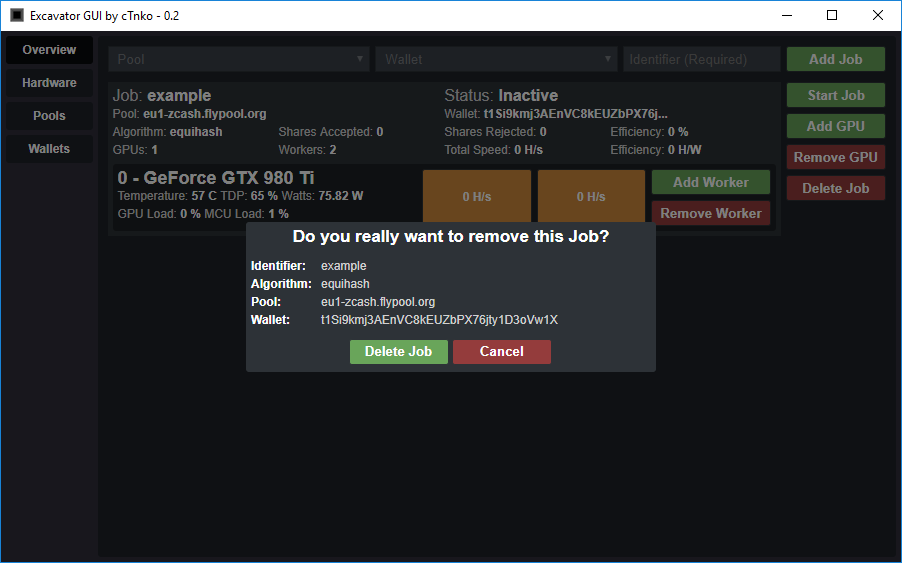 Excavator GUI by cTnko - 0.2
Overview
Hardware
Pools
Wallets
Pool Wallet Identifier (Required) Add Job
Job: example Status: Inactive Start Job
Pool: eu1-zcash.flypool.org Wallet: t1Si9kmj3AEnVC8kEUZbPX76j...
Algorithm: equihash Shares Accepted: 0 Shares Rejected: 0 Efficiency: 0 % Add GPU
GPUs: 1 Workers: 2 Total Speed: 0 H/s Efficiency: 0 H/W Remove GPU
0 - GeForce GTX 980 Ti Add Worker Delete Job
Temperature: 57 C TDP: 65 % Watts: 75.82 W 0 H/s 0 H/s
GPU Load: 0 % MCU Load: 1 % Remove Worker
Do you really want to remove this Job?
Identifier: example
Algorithm: equihash
Pool: eu1-zcash.flypool.org
Wallet: t1Si9kmj3AEnVC8kEUZbPX76jty1D3oVw1X
Delete Job Cancel